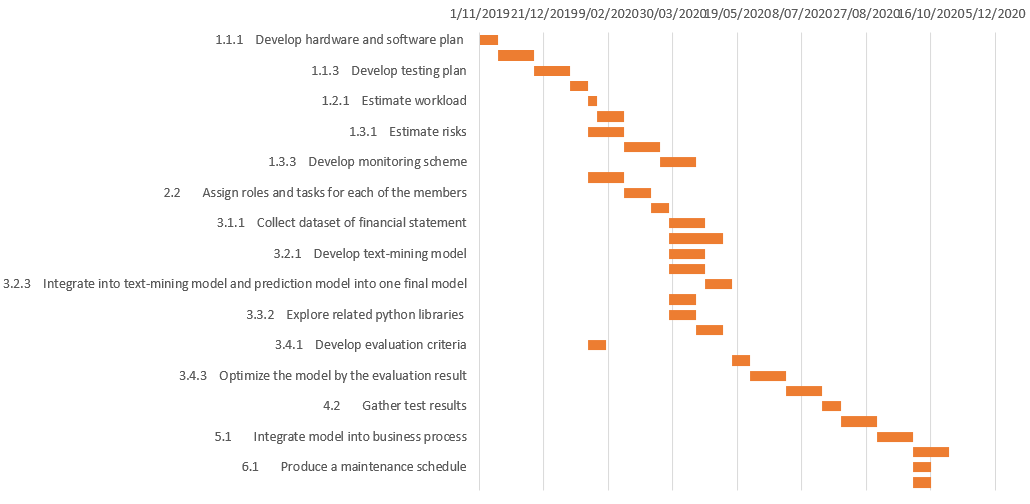 1/11/2019 21/12/2019 9/02/2020 30/03/2020 19/05/2020 8/07/2020 27/08/2020 16/10/2020 5/12/2020
1.1.1 Develop hardware and software plan
1.1.3 Develop testing plan
1.2.1 Estimate workload
1.3.1 Estimate risks
1.3.3 Develop monitoring scheme
2.2 Assign roles and tasks for each of the members
3.1.1 Collect dataset of financial statement
3.2.1 Develop text-mining model
3.2.3 Integrate into text-mining model and prediction model into one final model
3.3.2 Explore related python libraries
3.4.1 Develop evaluation criteria
3.4.3 Optimize the model by the evaluation result
4.2 Gather test results
5.1 Integrate model into business process
6.1 Produce a maintenance schedule